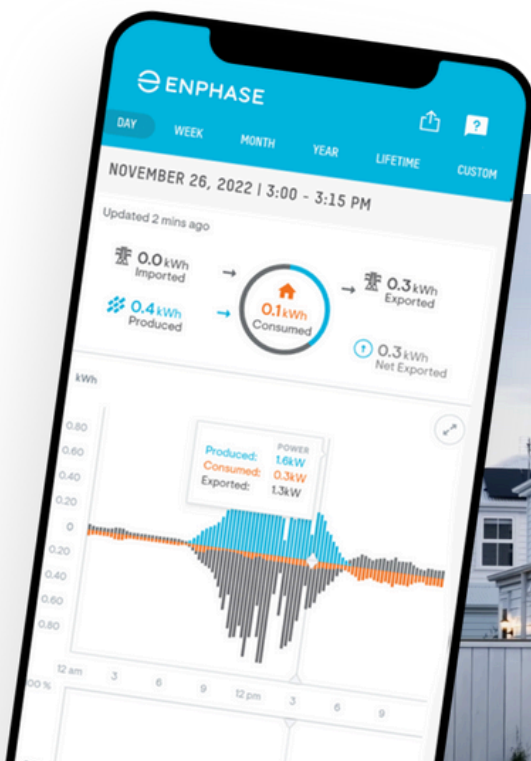 ENPHASE
?
DAY WEEK MONTH YEAR LIFETIME CUSTOM
NOVEMBER 26, 2022 | 3:00 - 3:15 PM
Updated 2 mins ago
0.0 kWh
Imported
0.3 kWh
Exported
0.1 kWh
Consumed
0.4 kWh
Produced
0.3 kWh
Net Exported
kWh
POWER
Produced: 1.6kW
Consumed: 0.3kW
Exported: 1.3kW
0.80
0.60
0.40
0.20
0
0.20
0.40
0.60
0.80
12 am 3 6 9 12 pm 3 6 9
00 %